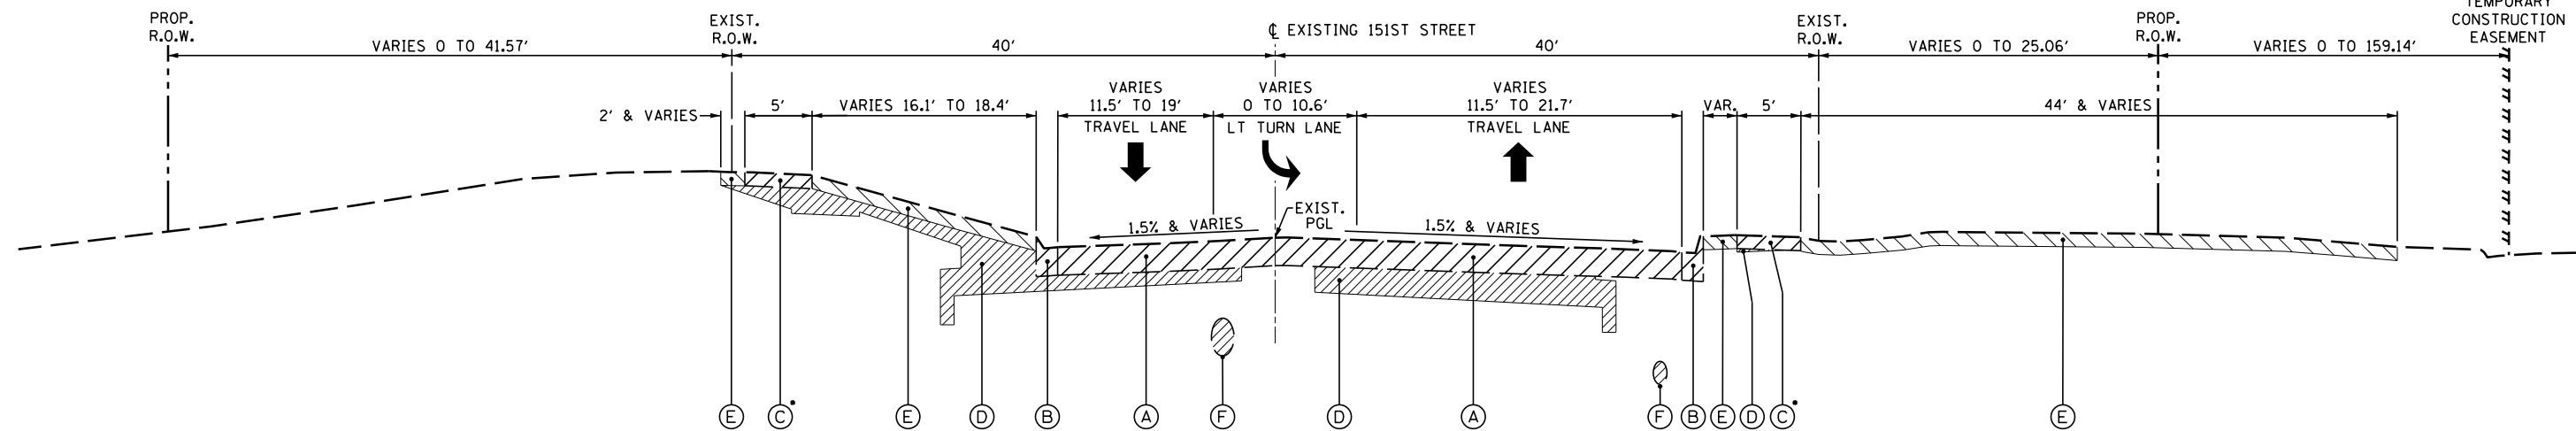 TEMPORARY
CONSTRUCTION
EASEMENT
PROP.
R.O.W.
EXIST.
R.O.W.
℄ EXISTING 151ST STREET
EXIST.
R.O.W.
PROP.
R.O.W.
VARIES 0 TO 41.57'
40'
40'
VARIES 0 TO 25.06'
VARIES 0 TO 159.14'
2' & VARIES
5'
VARIES 16.1' TO 18.4'
VARIES
11.5' TO 19'
TRAVEL LANE
VARIES
0 TO 10.6'
LT TURN LANE
VARIES
11.5' TO 21.7'
TRAVEL LANE
VAR.
5'
44' & VARIES
1.5% & VARIES
EXIST.
PGL
1.5% & VARIES
E
C
E
D
B
A
F
D
A
F
B
E
D
C
E